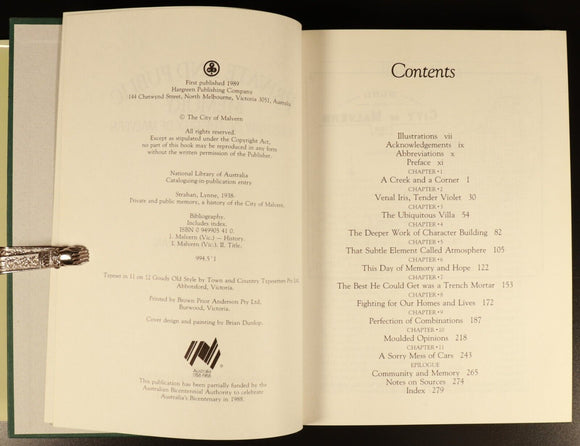 First published 1989
Hargreen Publishing Company
144 Chetwynd Street, North Melbourne, Victoria 3051, Australia
© The City of Malvern
All rights reserved.
Except as stipulated under the Copyright Act,
no part of this book may be reproduced in any form
without the written permission of the Publisher.
National Library of Australia
Cataloguing-in-publication entry
Strahan, Lynne, 1938-
Private and public memory, a history of the City of Malvern.
Bibliography.
Includes index.
ISBN 0 949905 41 0.
1. Malvern (Vic.) — History.
I. Malvern (Vic.) II. Title.
994.5'1
Typeset in 11 on 12 Goudy Old Style by Town and Country Typesetters Pty Ltd.
Abbotsford, Victoria.
Printed by Brown Prior Anderson Pty Ltd.
Burwood, Victoria.
Cover design and painting by Brian Dunlop.
Australia
1788-1988
This publication has been partially funded by the
Australian Bicentennial Authority to celebrate
Australia's Bicentenary in 1988.
Contents
Illustrations vii
Acknowledgements ix
Abbreviations x
Preface xi
CHAPTER • 1
A Creek and a Corner 1
CHAPTER • 2
Venal Iris, Tender Violet 30
CHAPTER • 3
The Ubiquitous Villa 54
CHAPTER • 4
The Deeper Work of Character Building 82
CHAPTER • 5
That Subtle Element Called Atmosphere 105
CHAPTER • 6
This Day of Memory and Hope 122
CHAPTER • 7
The Best He Could Get was a Trench Mortar 153
CHAPTER • 8
Fighting for Our Homes and Lives 172
CHAPTER • 9
Perfection of Combinations 187
CHAPTER • 10
Moulded Opinions 218
CHAPTER • 11
A Sorry Mess of Cars 243
EPILOGUE
Community and Memory 265
Notes on Sources 274
Index 279